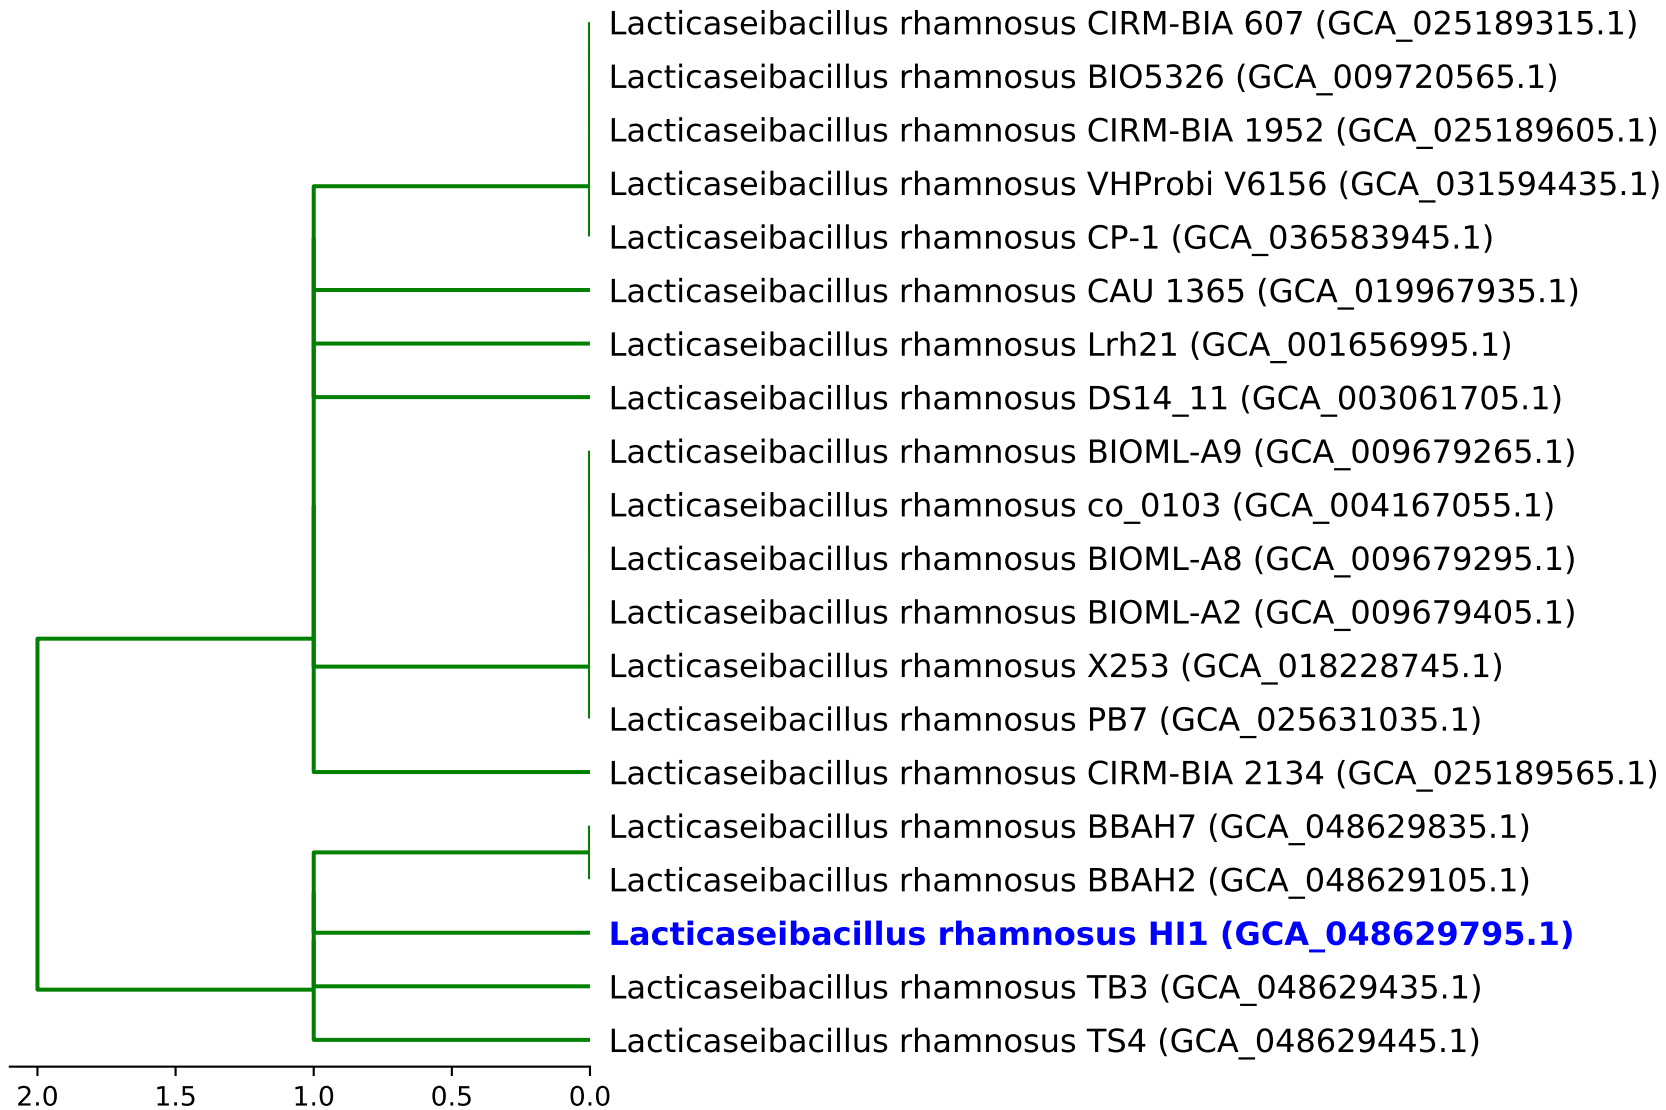 Lacticaseibacillus rhamnosus CIRM-BIA 607 (GCA_025189315.1)
Lacticaseibacillus rhamnosus BIO5326 (GCA_009720565.1)
Lacticaseibacillus rhamnosus CIRM-BIA 1952 (GCA_025189605.1)
Lacticaseibacillus rhamnosus VHProbi V6156 (GCA_031594435.1)
Lacticaseibacillus rhamnosus CP-1 (GCA_036583945.1)
Lacticaseibacillus rhamnosus CAU 1365 (GCA_019967935.1)
Lacticaseibacillus rhamnosus Lrh21 (GCA_001656995.1)
Lacticaseibacillus rhamnosus DS14_11 (GCA_003061705.1)
Lacticaseibacillus rhamnosus BIOML-A9 (GCA_009679265.1)
Lacticaseibacillus rhamnosus co_0103 (GCA_004167055.1)
Lacticaseibacillus rhamnosus BIOML-A8 (GCA_009679295.1)
Lacticaseibacillus rhamnosus BIOML-A2 (GCA_009679405.1)
Lacticaseibacillus rhamnosus X253 (GCA_018228745.1)
Lacticaseibacillus rhamnosus PB7 (GCA_025631035.1)
Lacticaseibacillus rhamnosus CIRM-BIA 2134 (GCA_025189565.1)
Lacticaseibacillus rhamnosus BBAH7 (GCA_048629835.1)
Lacticaseibacillus rhamnosus BBAH2 (GCA_048629105.1)
Lacticaseibacillus rhamnosus HI1 (GCA_048629795.1)
Lacticaseibacillus rhamnosus TB3 (GCA_048629435.1)
Lacticaseibacillus rhamnosus TS4 (GCA_048629445.1)
2.0 1.5 1.0 0.5 0.0